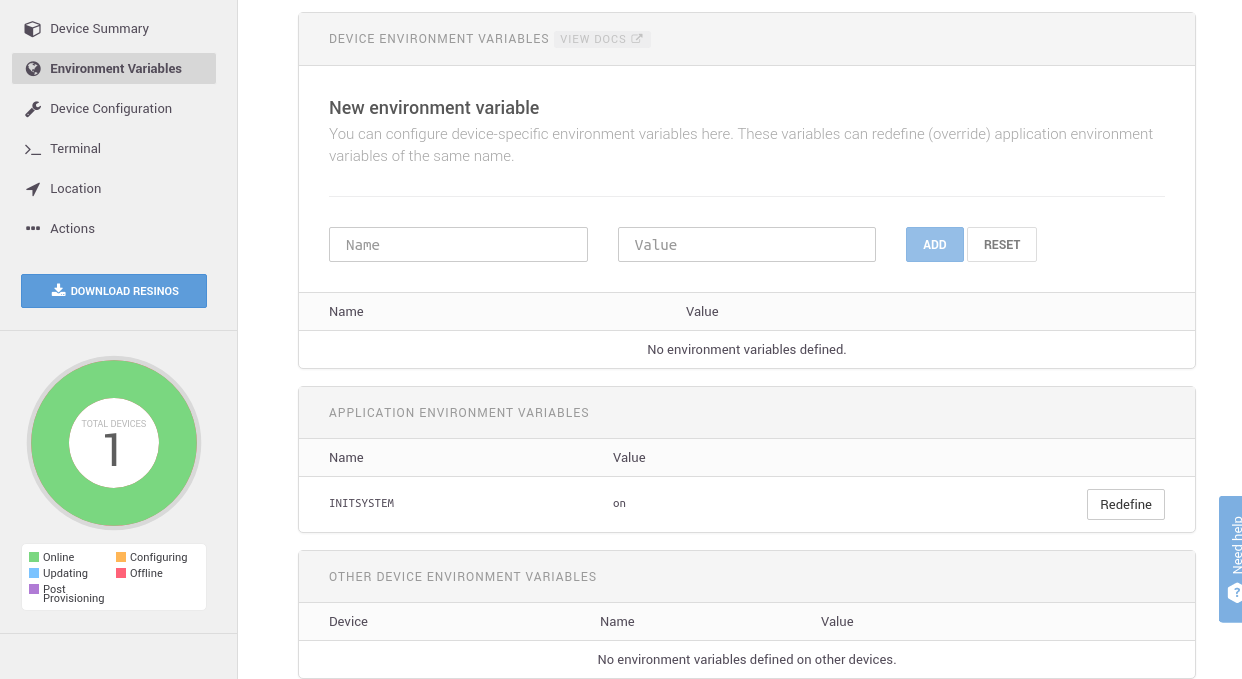 Device Summary
Environment Variables
Device Configuration
Terminal
Location
Actions
DOWNLOAD RESINOS
TOTAL DEVICES
1
Online
Configuring
Updating
Offline
Post
Provisioning
DEVICE ENVIRONMENT VARIABLES VIEW DOCS
New environment variable
You can configure device-specific environment variables here. These variables can redefine (override) application environment
variables of the same name.
Name Value ADD RESET
Name Value
No environment variables defined.
APPLICATION ENVIRONMENT VARIABLES
Name Value
INITSYSTEM on Redefine
OTHER DEVICE ENVIRONMENT VARIABLES
Device Name Value
No environment variables defined on other devices.
Need help
?